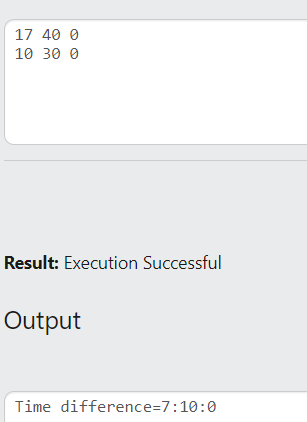 17 40 0
10 30 0
Result: Execution Successful
Output
Time difference=7:10:0